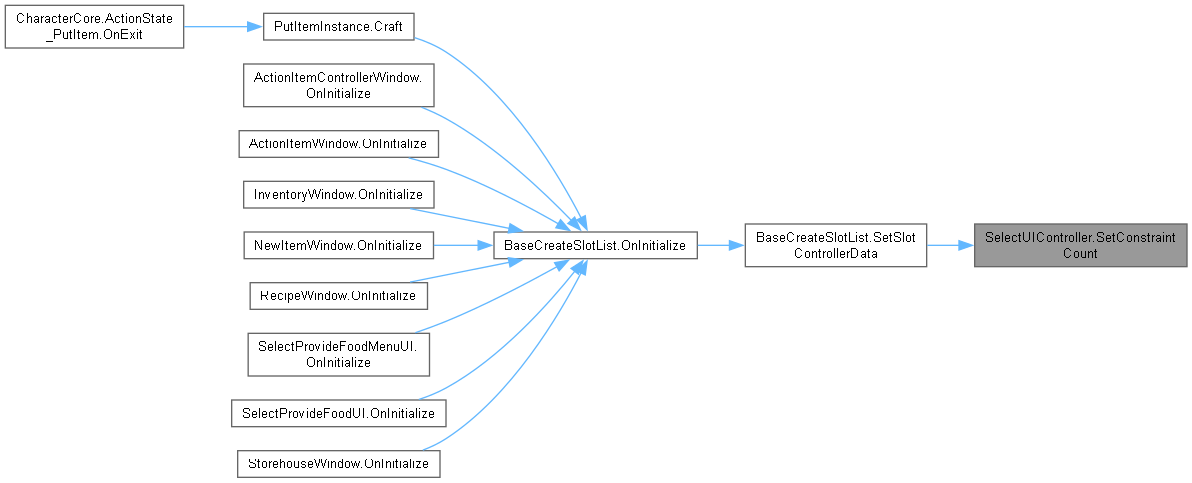 CharacterCore.ActionState
_PutItem.OnExit
PutItemInstance.Craft
ActionItemControllerWindow.
OnInitialize
ActionItemWindow.OnInitialize
InventoryWindow.OnInitialize
NewItemWindow.OnInitialize
RecipeWindow.OnInitialize
SelectProvideFoodMenuUI.
OnInitialize
SelectProvideFoodUI.OnInitialize
StorehouseWindow.OnInitialize
BaseCreateSlotList.OnInitialize
BaseCreateSlotList.SetSlot
ControllerData
SelectUIController.SetConstraint
Count